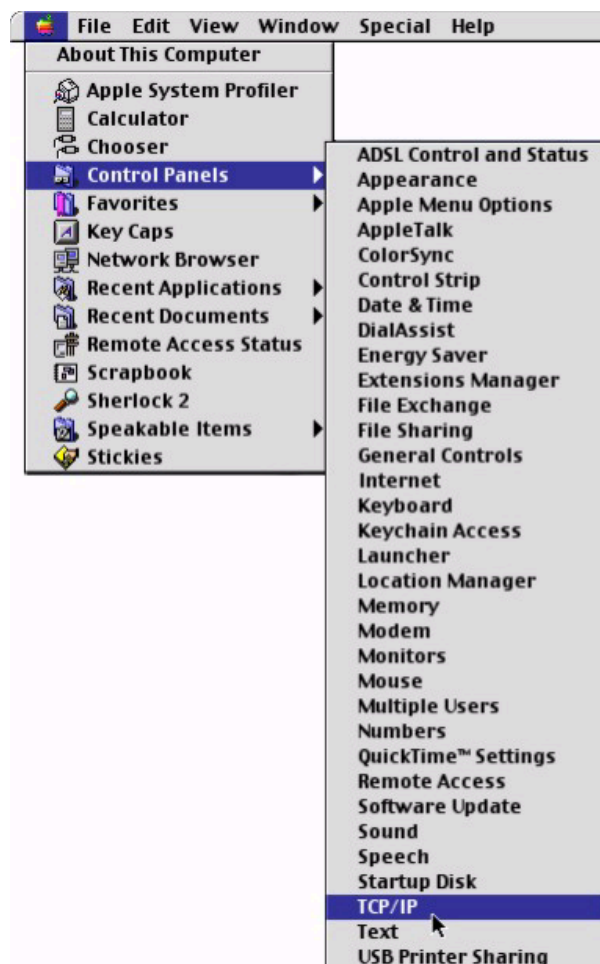 File Edit View Window Special Help
About This Computer
Apple System Profiler
Calculator
Chooser
Control Panels
Favorites
Key Caps
Network Browser
Recent Applications
Recent Documents
Remote Access Status
Scrapbook
Sherlock 2
Speakable Items
Stickies
ADSL Control and Status
Appearance
Apple Menu Options
AppleTalk
ColorSync
Control Strip
Date & Time
DialAssist
Energy Saver
Extensions Manager
File Exchange
File Sharing
General Controls
Internet
Keyboard
Keychain Access
Launcher
Location Manager
Memory
Modem
Monitors
Mouse
Multiple Users
Numbers
QuickTime™ Settings
Remote Access
Software Update
Sound
Speech
Startup Disk
TCP/IP
Text
USB Printer Sharing